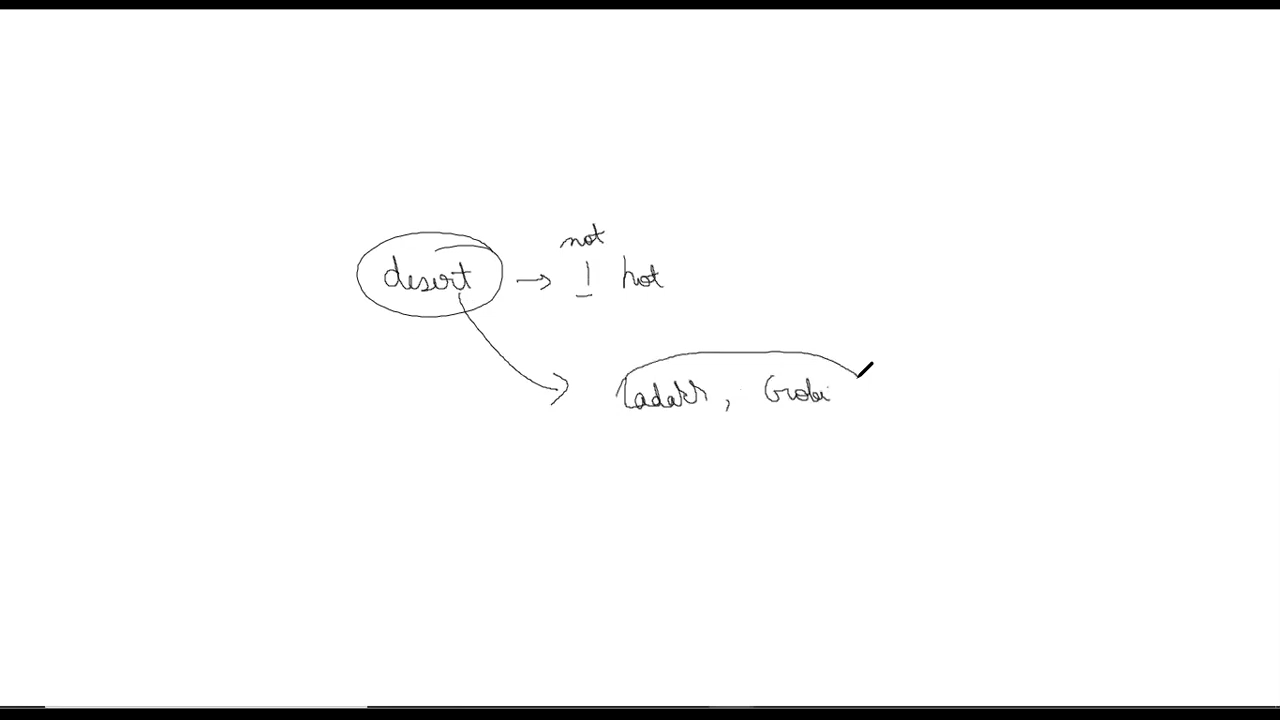 not
desert → ! hot
Ladakh, Gobi